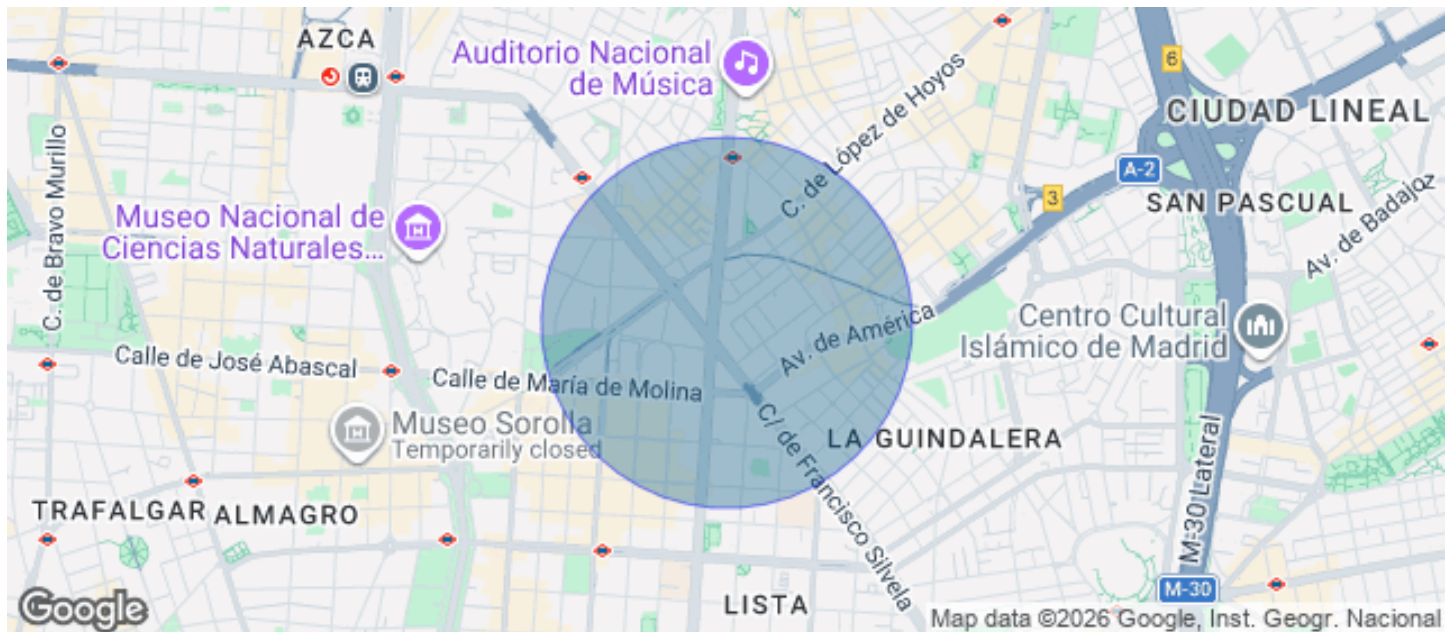 AZCA
Auditorio Nacional
de Música
6
CIUDAD LINEAL
C. de López de Hoyos
A-2
3
SAN PASCUAL
Av. de Badajoz
C. de Bravo Murillo
Museo Nacional de
Ciencias Naturales...
Av. de América
Centro Cultural
Islámico de Madrid
Calle de José Abascal
Calle de María de Molina
Museo Sorolla
Temporarily closed
C/ de Francisco Silvela
LA GUINDALERA
M-30 Lateral
TRAFALGAR
ALMAGRO
M-30
LISTA
Google
Map data ©2026 Google, Inst. Geogr. Nacional